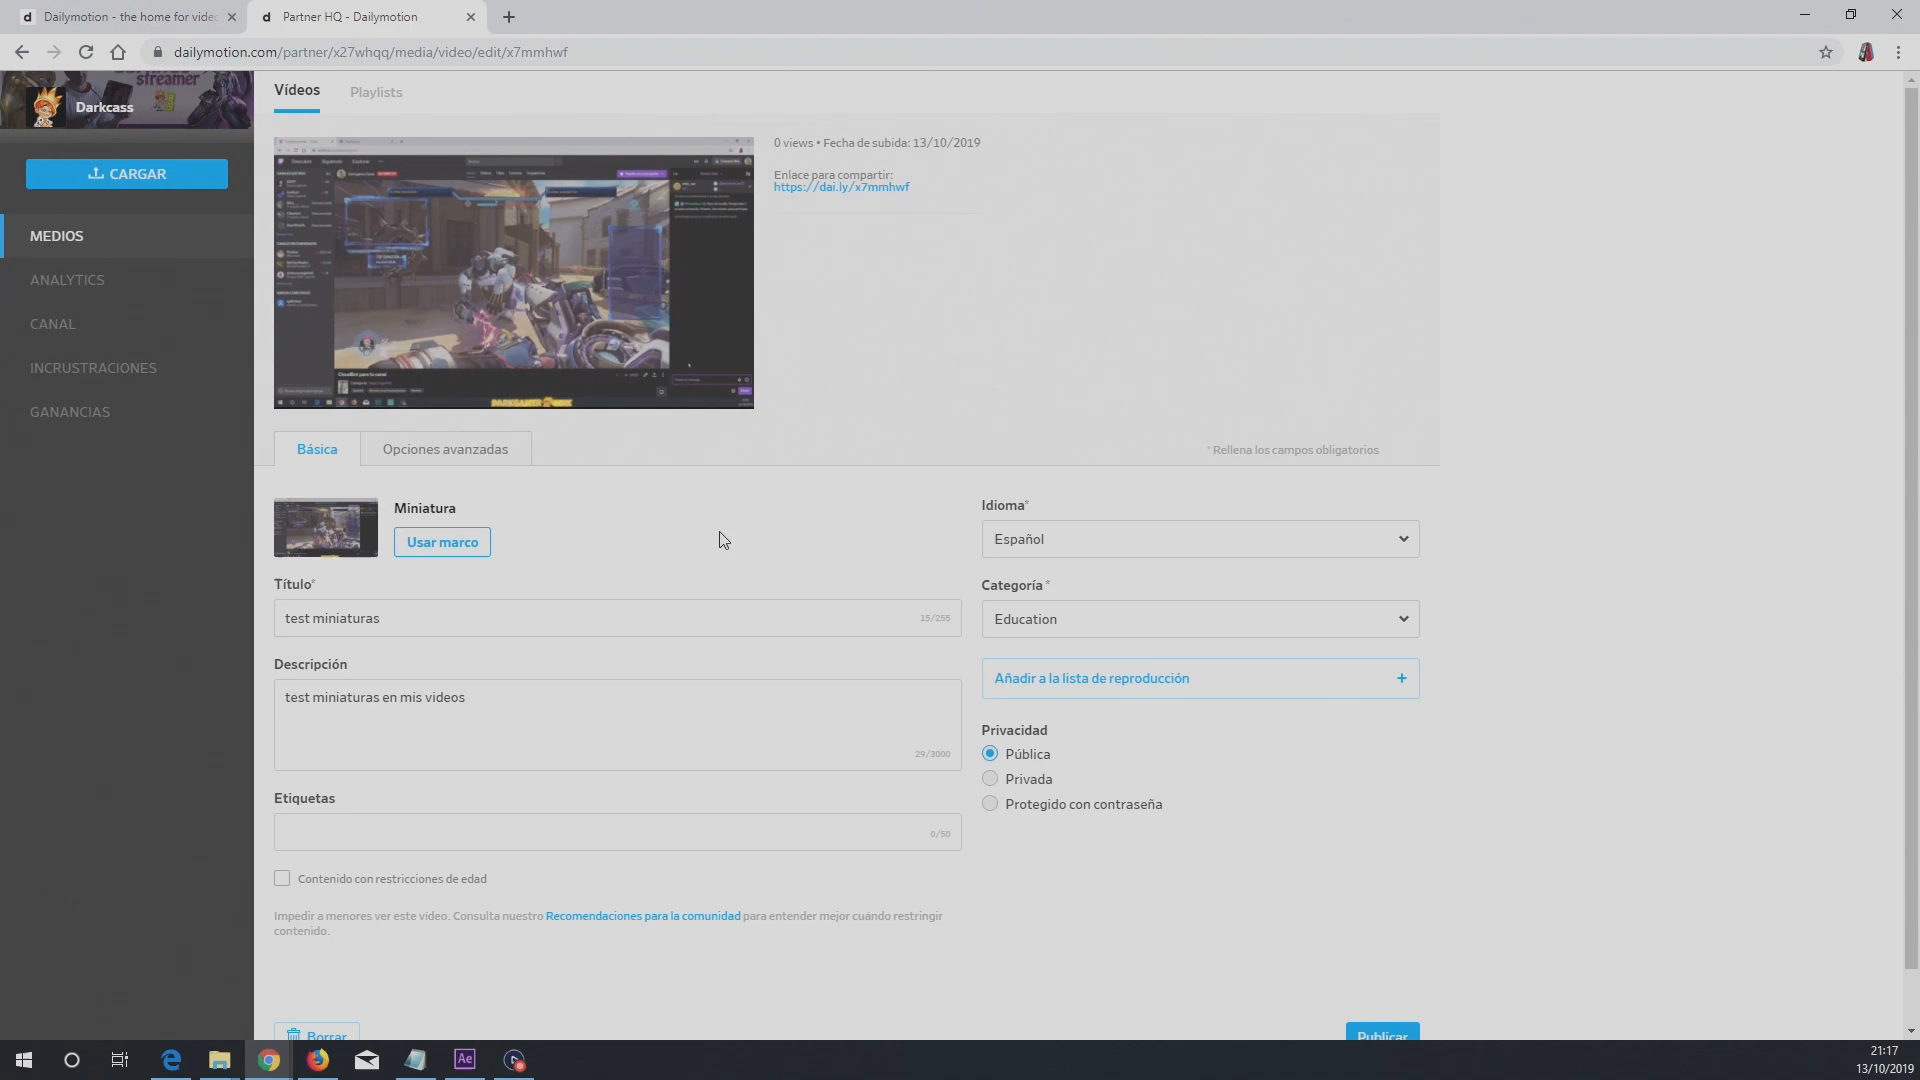 Dailymotion - the home for vide
Partner HQ - Dailymotion
dailymotion.com/partner/x27whqq/media/video/edit/x7mmhwf
streamer
Darkcass
CARGAR
MEDIOS
ANALYTICS
CANAL
INCRUSTRACIONES
GANANCIAS
Vídeos
Playlists
0 views • Fecha de subida: 13/10/2019
Enlace para compartir:
https://dai.ly/x7mmhwf
Básica
Opciones avanzadas
* Rellena los campos obligatorios
Miniatura
Usar marco
Título*
test miniaturas
15/255
Descripción
test miniaturas en mis videos
29/3000
Etiquetas
0/50
Contenido con restricciones de edad
Impedir a menores ver este vídeo. Consulta nuestro Recomendaciones para la comunidad para entender mejor cuándo restringir
contenido.
Idioma*
Español
Categoría *
Education
Añadir a la lista de reproducción +
Privacidad
Pública
Privada
Protegido con contraseña
Borrar
Publicar
Ae
21:17
13/10/2019